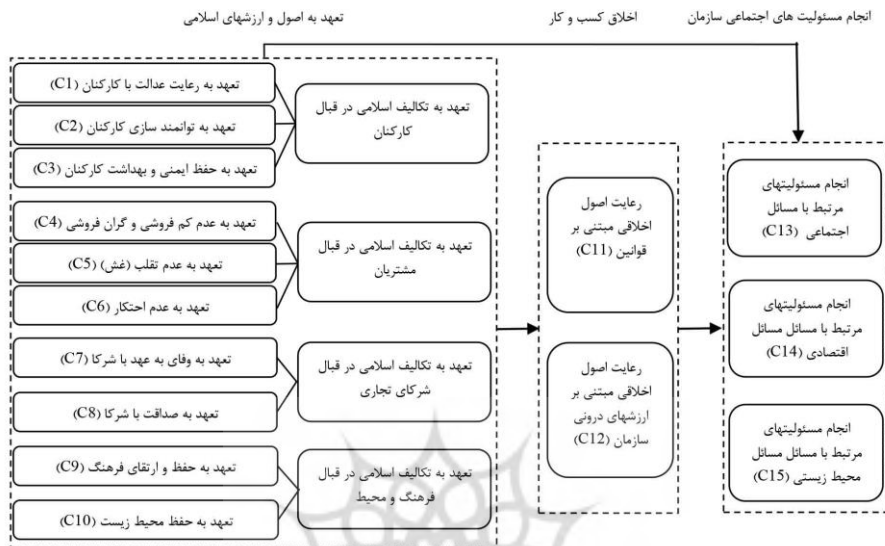 انجام مسئولیت های اجتماعی سازمان
اخلاق کسب و کار
تعهد به اصول و ارزشهای اسلامی
تعهد به تکالیف اسلامی در قبال
کارکنان
تعهد به رعایت عدالت با کارکنان (C1)
تعهد به توانمند سازی کارکنان (C2)
تعهد به حفظ ایمنی و بهداشت کارکنان (C3)
تعهد به تکالیف اسلامی در قبال
مشتریان
تعهد به عدم کم فروشی و گران فروشی (C4)
تعهد به عدم تقلب (غش) (C5)
تعهد به عدم احتکار (C6)
تعهد به تکالیف اسلامی در قبال
شرکای تجاری
تعهد به وفای به عهد با شرکا (C7)
تعهد به صداقت با شرکا (C8)
تعهد به تکالیف اسلامی در قبال
فرهنگ و محیط
تعهد به حفظ و ارتقای فرهنگ (C9)
تعهد به حفظ محیط زیست (C10)
رعایت اصول
اخلاقی مبتنی بر
قوانین (C11)
رعایت اصول
اخلاقی مبتنی بر
ارزشهای درونی
سازمان (C12)
انجام مسئولیتهای
مرتبط با مسائل
اجتماعی (C13)
انجام مسئولیتهای
مرتبط با مسائل مسائل
اقتصادی (C14)
انجام مسئولیتهای
مرتبط با مسائل مسائل
محیط زیستی (C15)